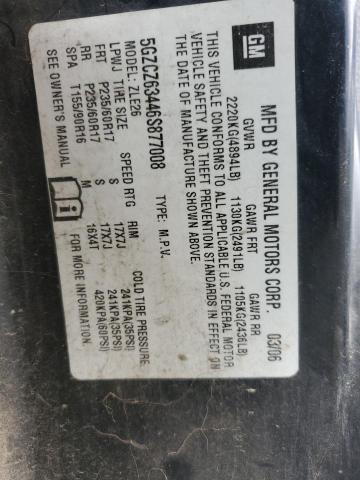 GM
MFD BY GENERAL MOTORS CORP. 03/06
GVWR GAWR FRT GAWR RR
2220KG(4894LB) 1130KG(2491LB) 1105KG(2436LB)
THIS VEHICLE CONFORMS TO ALL APPLICABLE U.S. FEDERAL MOTOR
VEHICLE SAFETY AND THEFT PREVENTION STANDARDS IN EFFECT ON
THE DATE OF MANUFACTURE SHOWN ABOVE.
5GZCZ63446S877008 TYPE: M.P.V.
MODEL: ZLE26
LPWJ TIRE SIZE SPEED RTG RIM COLD TIRE PRESSURE
FRT P235/60R17 S 17X7J 241KPA(35PSI)
RR P235/60R17 S 17X7J 241KPA(35PSI)
SPA T155/90R16 M 16X4T 420KPA(60PSI)
SEE OWNER'S MANUAL i FOR MORE INFORMATION.